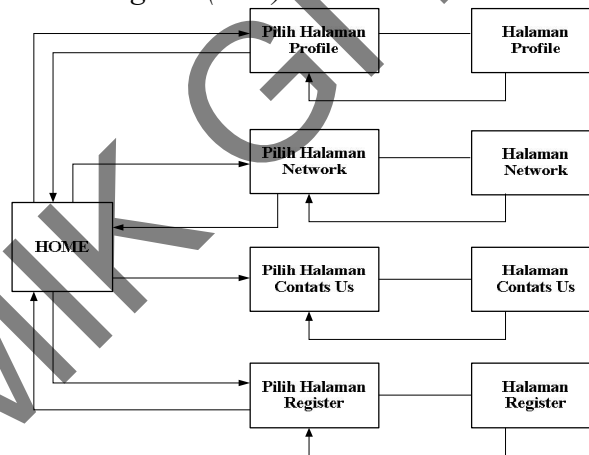 Pilih Halaman
Profile
Halaman
Profile
Pilih Halaman
Network
Halaman
Network
HOME
Pilih Halaman
Contats Us
Halaman
Contats Us
Pilih Halaman
Register
Halaman
Register